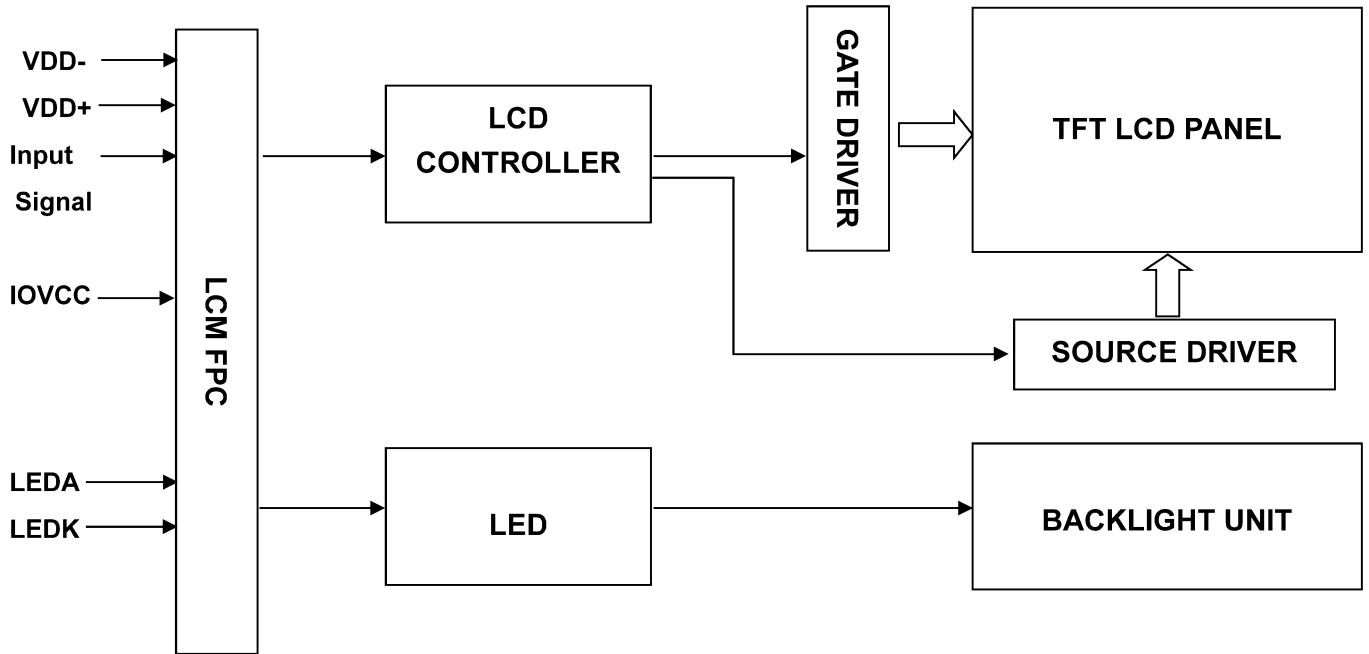 VDD-
VDD+
Input
Signal
IOVCC
LEDA
LEDK
LCM FPC
LCD
CONTROLLER
GATE DRIVER
TFT LCD PANEL
SOURCE DRIVER
LED
BACKLIGHT UNIT